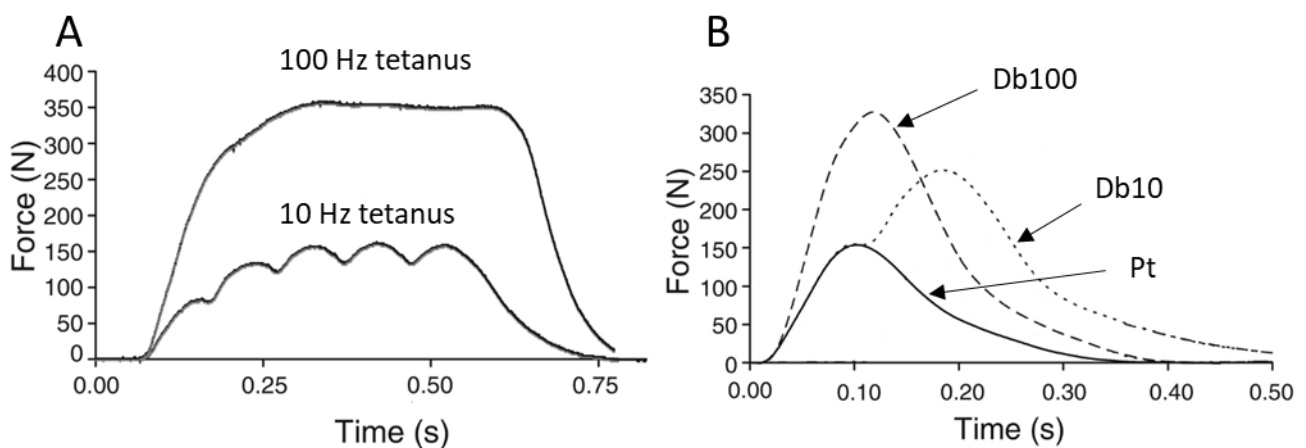 A
100 Hz tetanus
10 Hz tetanus
Force (N)
400
350
300
250
200
150
100
50
0
0.00 0.25 0.50 0.75
Time (s)
B
Db100
Db10
Pt
Force (N)
350
300
250
200
150
100
50
0
0.00 0.10 0.20 0.30 0.40 0.50
Time (s)